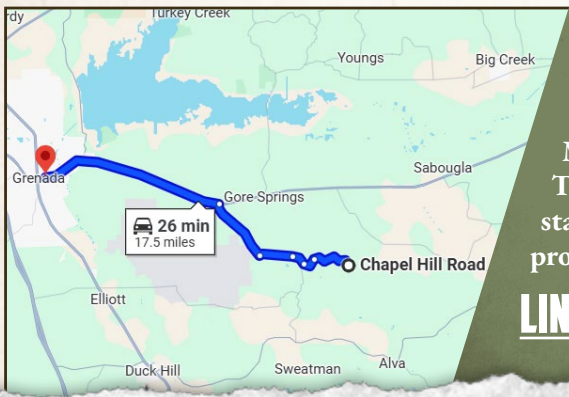 Turkey Creek
Youngs
Big Creek
Sabougla
Grenada
Gore Springs
26 min
17.5 miles
Chapel Hill Road
Elliott
Duck Hill
Sweatman
Alva